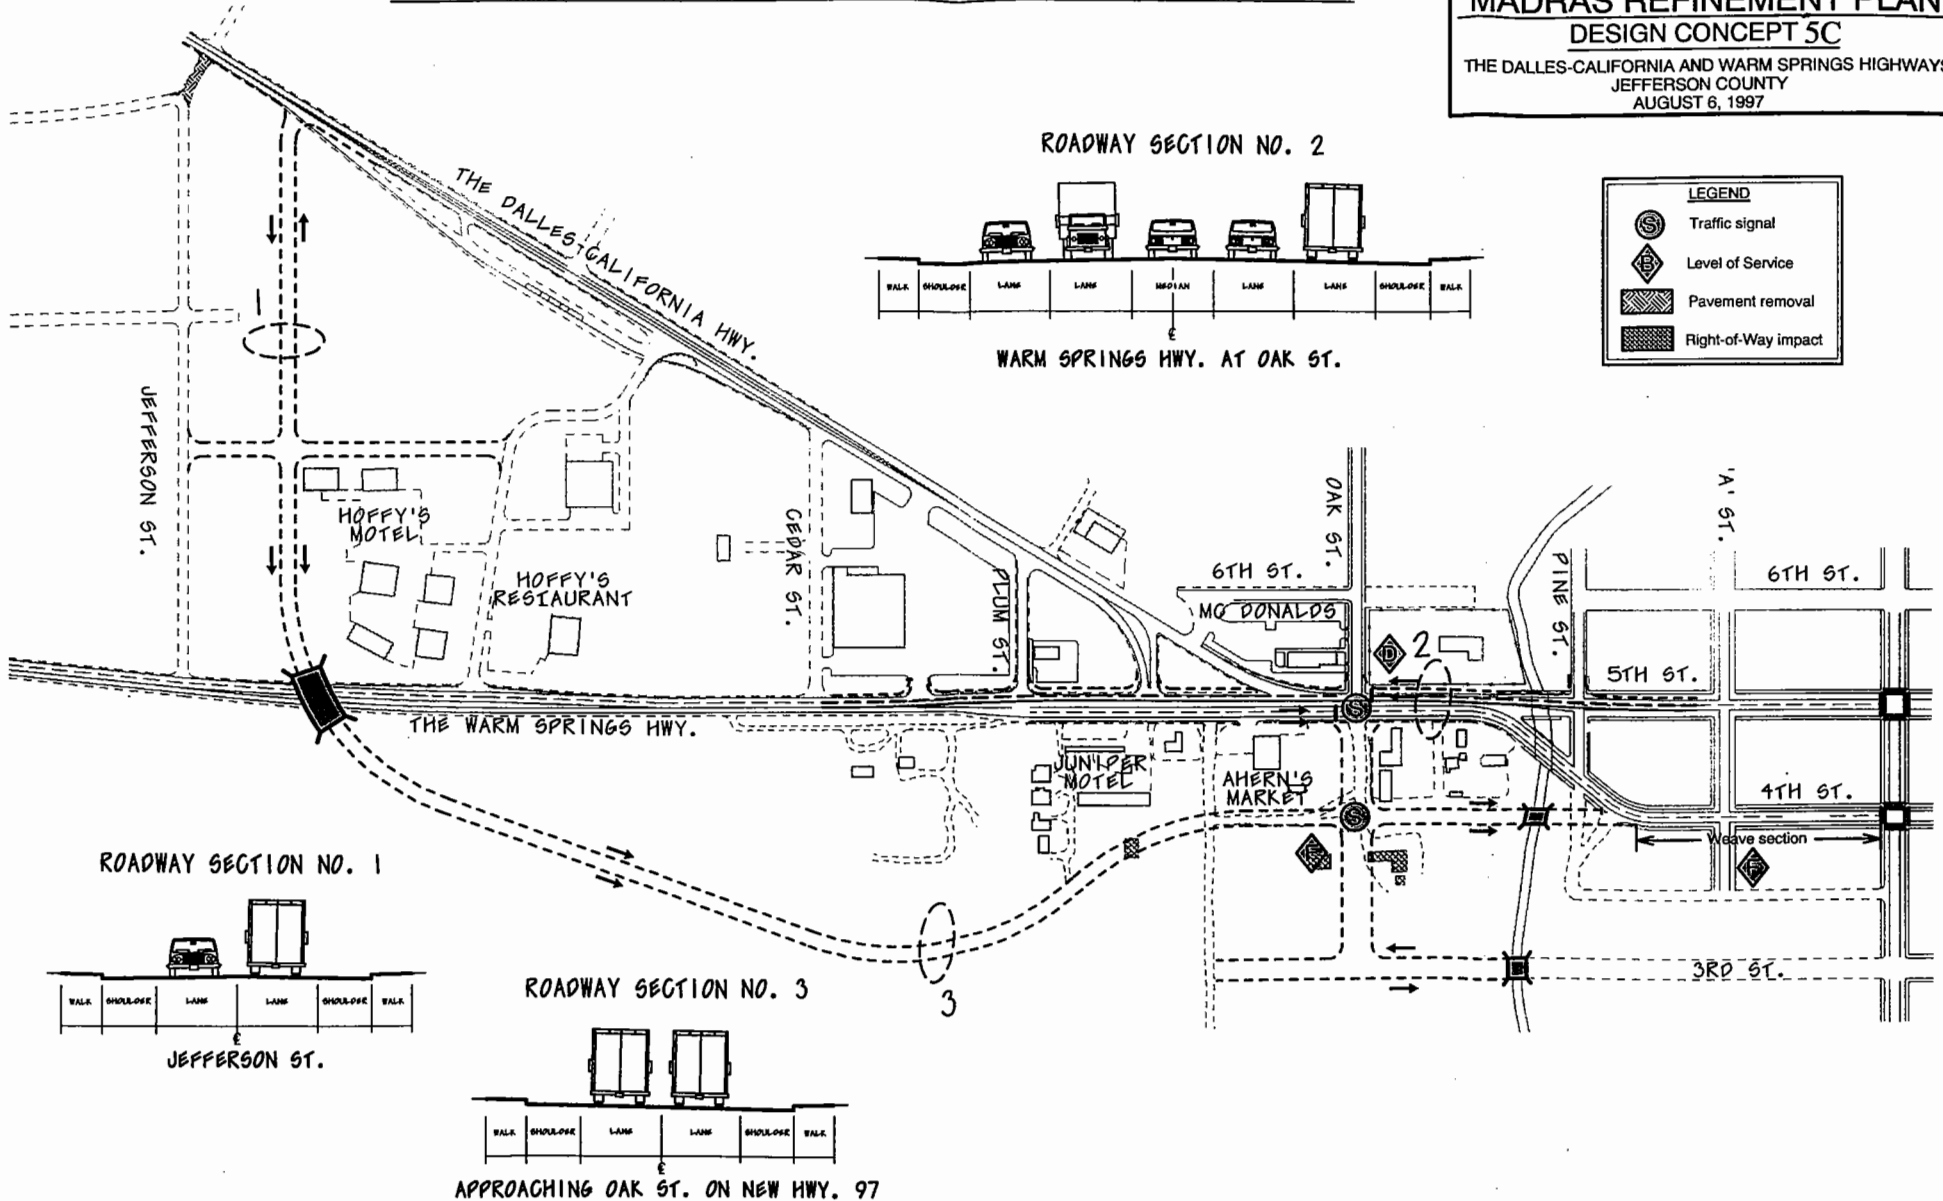 MADRAS REFINEMENT PLAN
DESIGN CONCEPT 5C
THE DALLES-CALIFORNIA AND WARM SPRINGS HIGHWAYS
JEFFERSON COUNTY
AUGUST 6, 1997
LEGEND
S Traffic signal
B Level of Service
Pavement removal
Right-of-Way impact
ROADWAY SECTION NO. 2
WALK SHOULDER LANE LANE MEDIAN LANE LANE SHOULDER WALK
WARM SPRINGS HWY. AT OAK ST.
THE DALLES-CALIFORNIA HWY.
1
JEFFERSON ST.
HOFFY'S
MOTEL
HOFFY'S
RESTAURANT
CEDAR ST.
PLUM ST.
6TH ST.
MC DONALDS
OAK ST.
D
2
PINE ST.
'A' ST.
6TH ST.
5TH ST.
THE WARM SPRINGS HWY.
S
JUNIPER
MOTEL
AHERN'S
MARKET
S
4TH ST.
Weave section
F
3RD ST.
3
ROADWAY SECTION NO. 1
WALK SHOULDER LANE LANE SHOULDER WALK
JEFFERSON ST.
ROADWAY SECTION NO. 3
WALK SHOULDER LANE LANE SHOULDER WALK
APPROACHING OAK ST. ON NEW HWY. 97